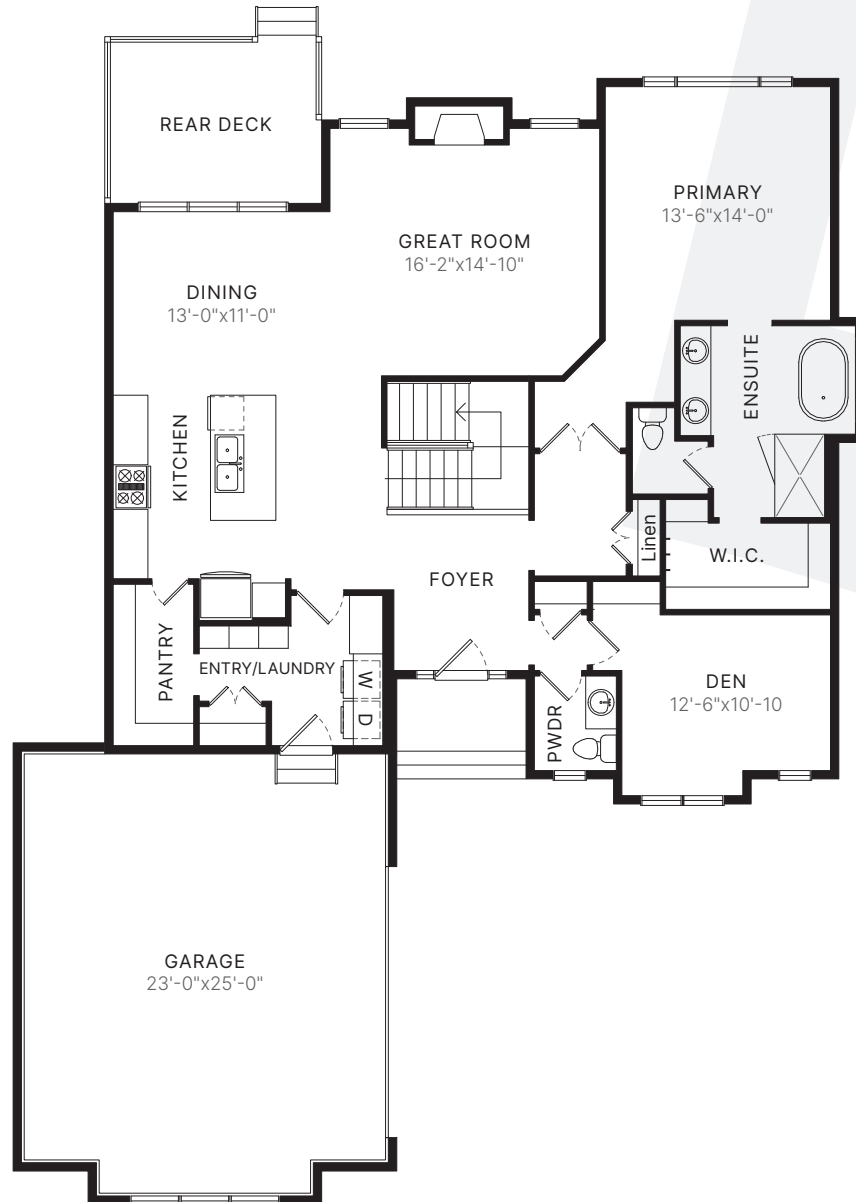 REAR DECK
PRIMARY
13'-6"x14'-0"
GREAT ROOM
16'-2"x14'-10"
DINING
13'-0"x11'-0"
ENSUITE
KITCHEN
Linen
W.I.C.
FOYER
PANTRY
ENTRY/LAUNDRY
W
D
PWDR
DEN
12'-6"x10'-10
GARAGE
23'-0"x25'-0"